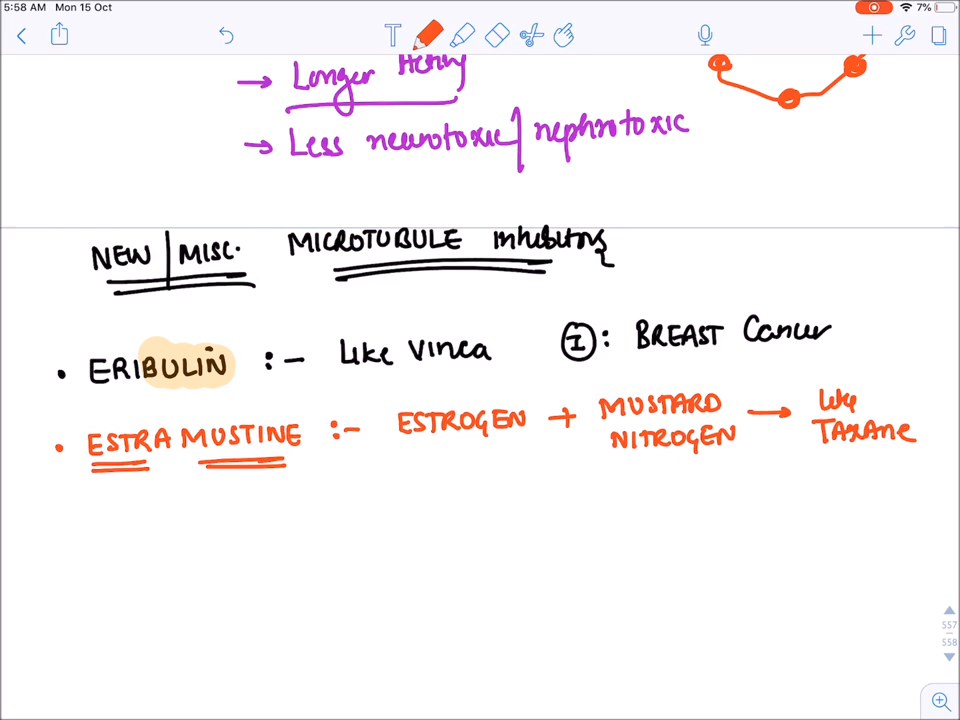 5:58 AM Mon 15 Oct 7%
T
→ Longer Acting
→ Less neurotoxic | nephrotoxic
NEW | MISC. MICROTUBULE Inhibitors
• ERIBULIN :- Like Vinca I : BREAST Cancer
• ESTRAMUSTINE :- ESTROGEN + MUSTARD NITROGEN → like TAXAne
557
558